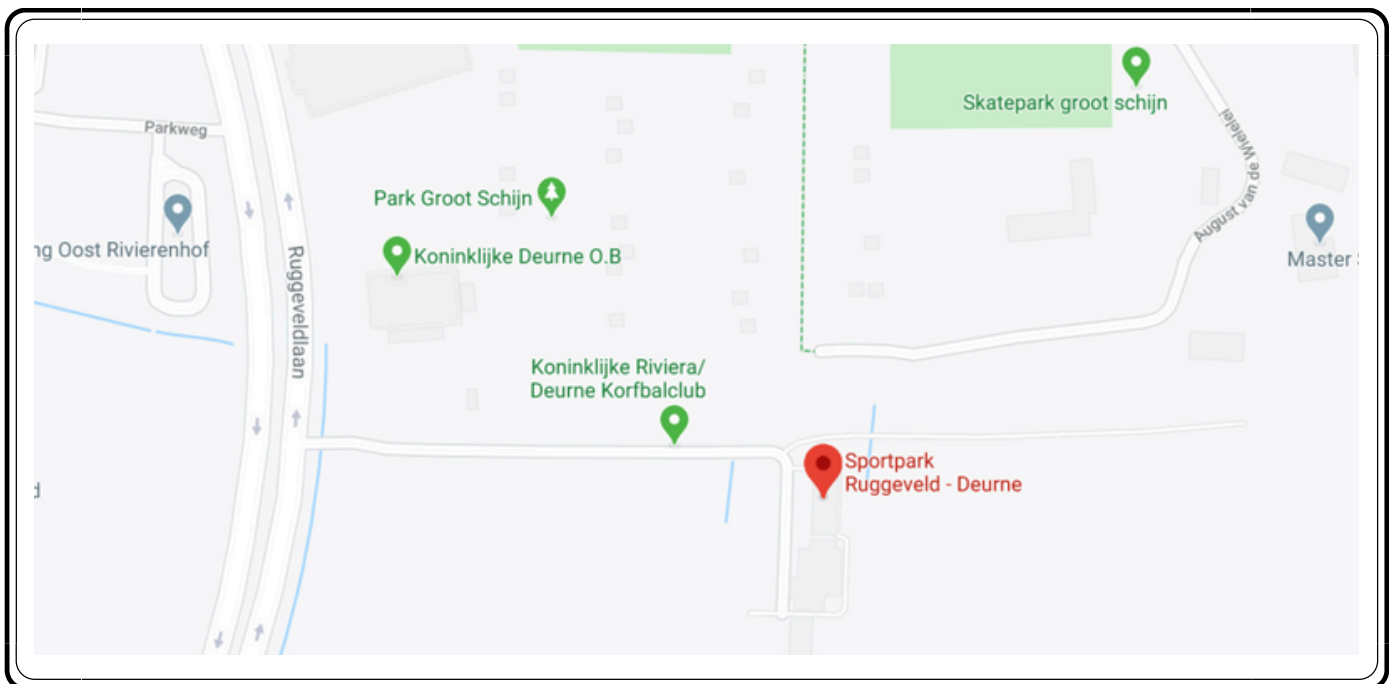 Skatepark groot schijn
Parkweg
August van de Wielelei
Park Groot Schijn
ng Oost Rivierenhof
Koninklijke Deurne O.B
Master
Ruggeveldlaan
Koninklijke Riviera/
Deurne Korfbalclub
Sportpark
Ruggeveld - Deurne
d